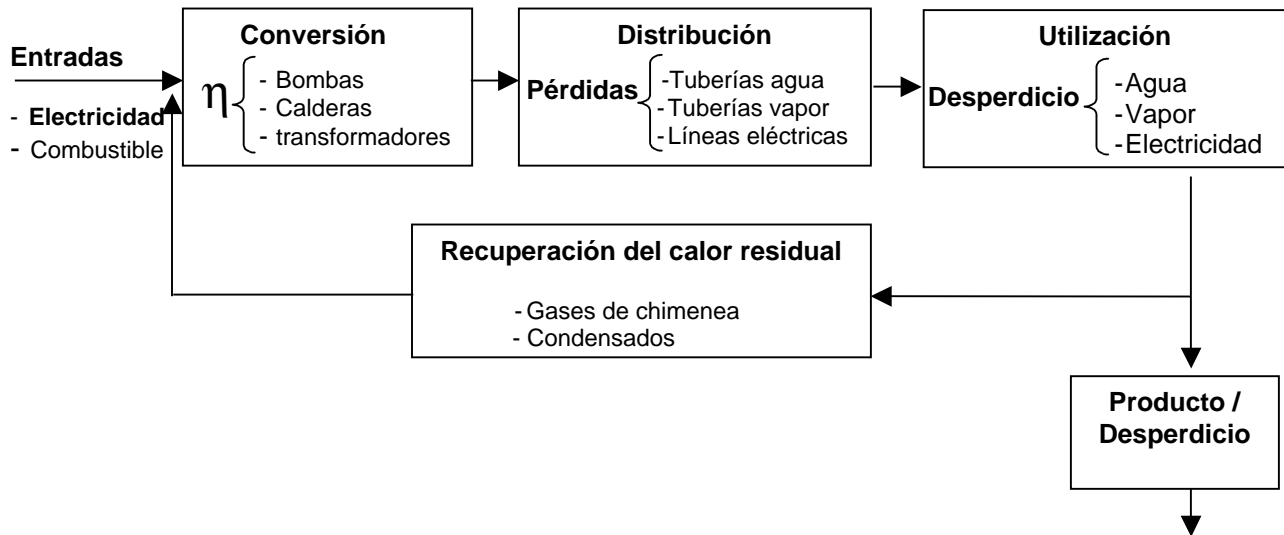 Entradas
- Electricidad
- Combustible
Conversión
η
- Bombas
- Calderas
- transformadores
Distribución
Pérdidas
-Tuberías agua
-Tuberías vapor
-Líneas eléctricas
Utilización
Desperdicio
-Agua
-Vapor
-Electricidad
Recuperación del calor residual
- Gases de chimenea
- Condensados
Producto /
Desperdicio